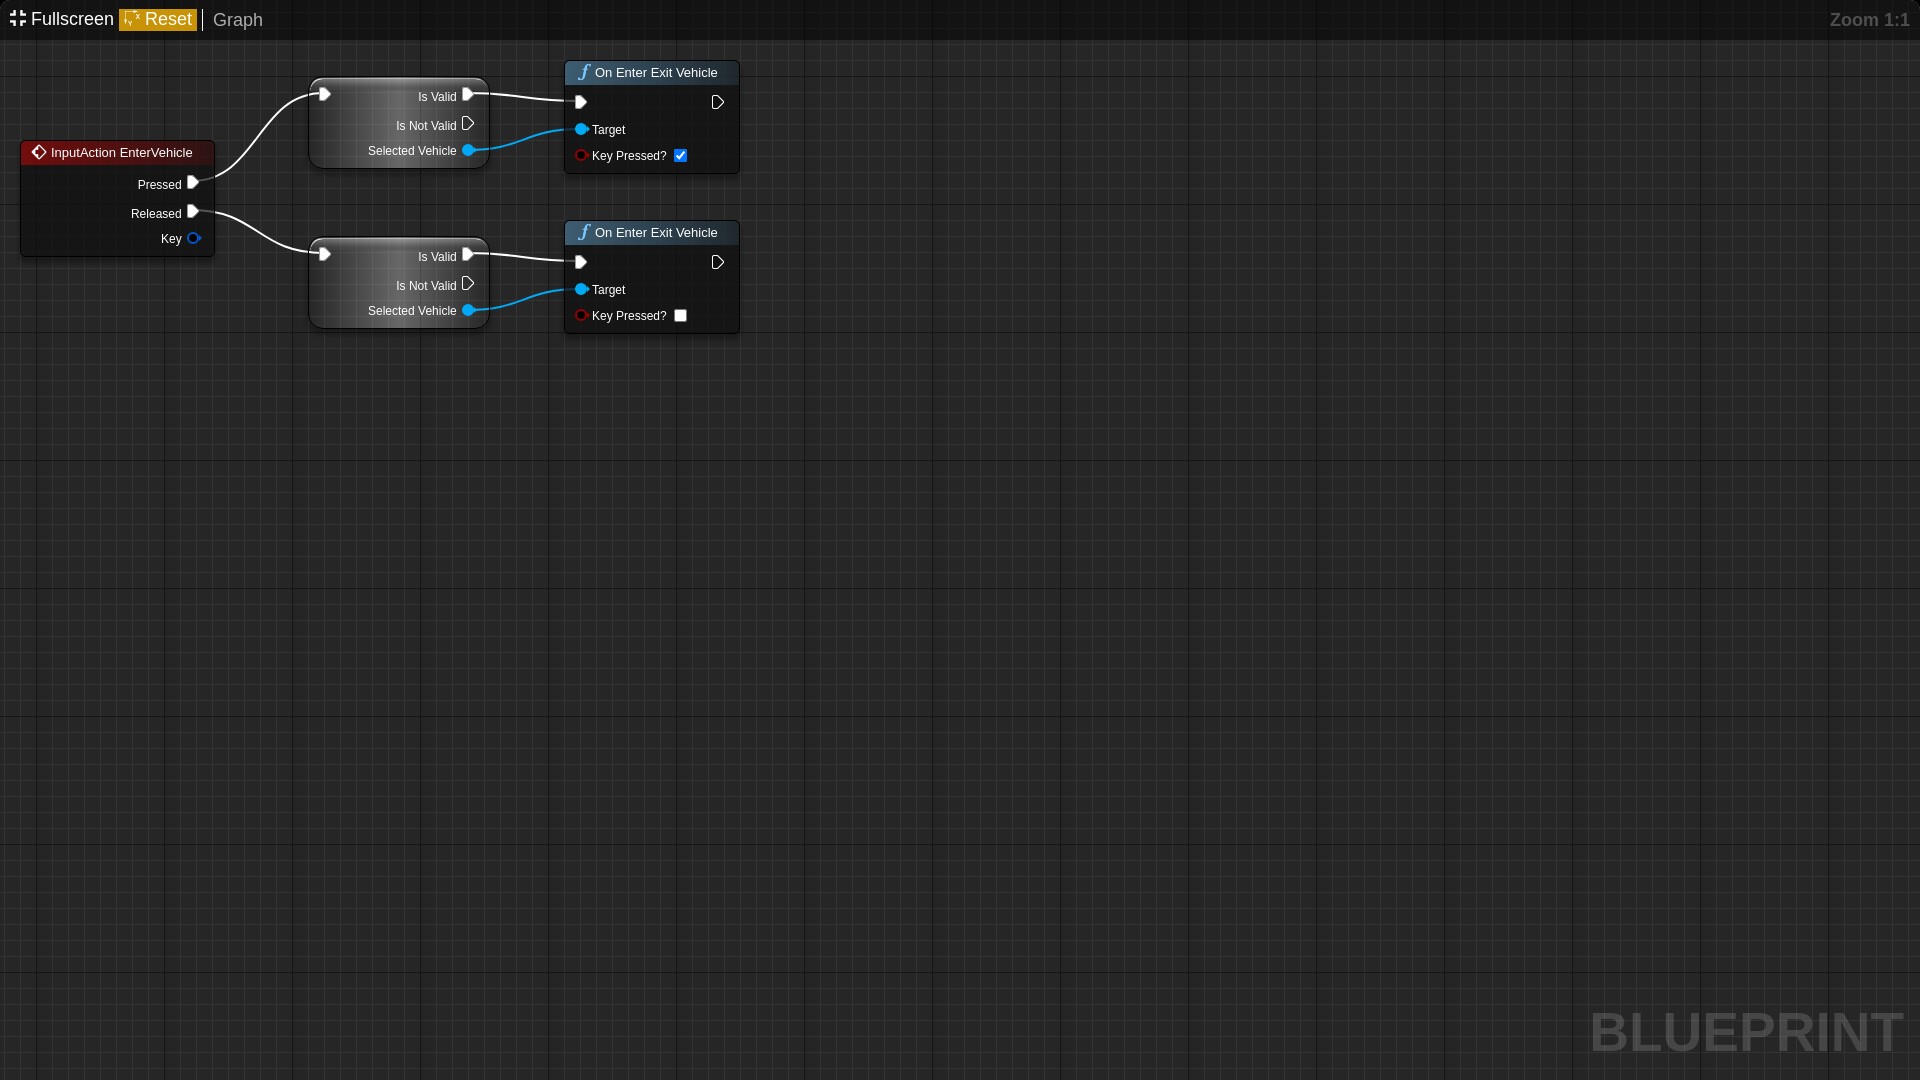 Fullscreen Reset Graph Zoom 1:1
InputAction EnterVehicle
Pressed
Released
Key
Is Valid
Is Not Valid
Selected Vehicle
On Enter Exit Vehicle
Target
Key Pressed?
Is Valid
Is Not Valid
Selected Vehicle
On Enter Exit Vehicle
Target
Key Pressed?
BLUEPRINT